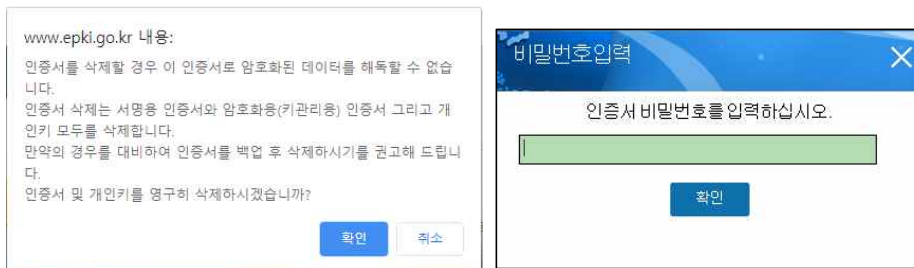 www.epki.go.kr 내용:
인증서를 삭제할 경우 이 인증서로 암호화된 데이터를 해독할 수 없습
니다.
인증서 삭제는 서명용 인증서와 암호화용(키관리용) 인증서 그리고 개
인키 모두를 삭제합니다.
만약의 경우를 대비하여 인증서를 백업 후 삭제하시기를 권고해 드립니
다.
인증서 및 개인키를 영구히 삭제하시겠습니까?
확인
취소
비밀번호입력
인증서 비밀번호를 입력하십시오.
확인